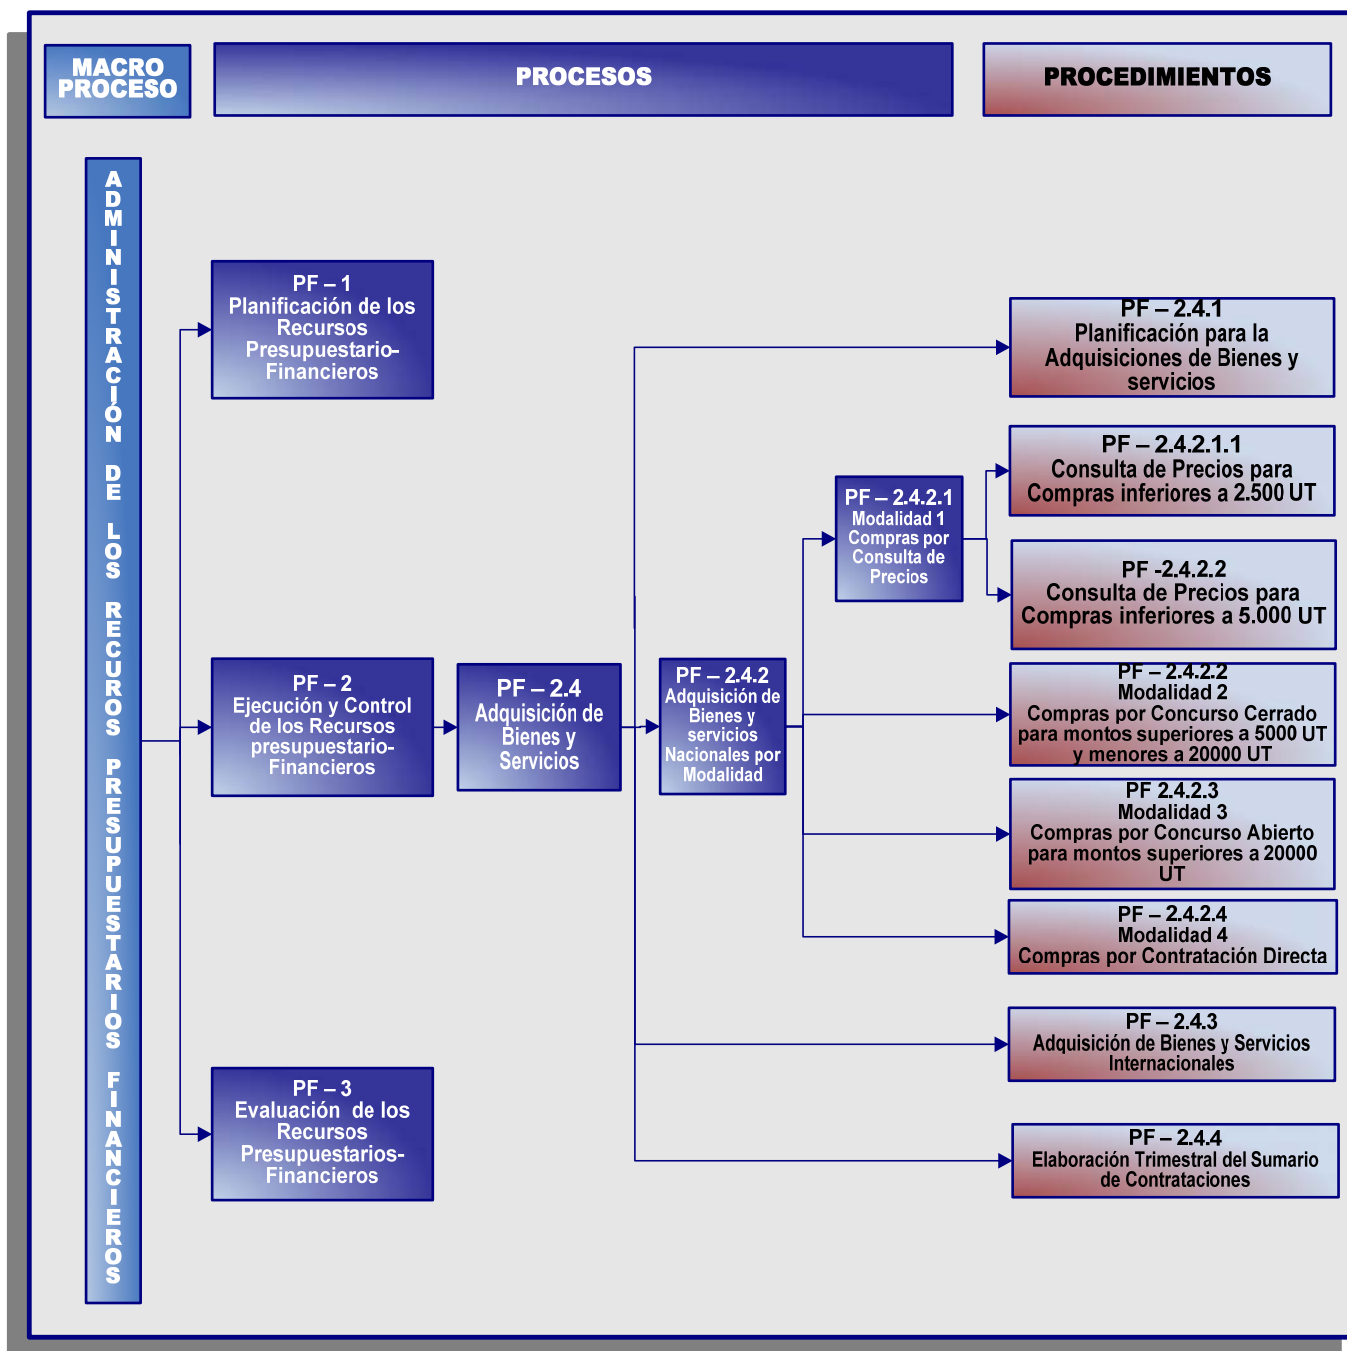 MACRO
PROCESO
PROCESOS
PROCEDIMIENTOS
ADMINISTRACIÓN DE LOS RECUROS PRESUPUESTARIOS FINANCIEROS
PF – 1
Planificación de los
Recursos
Presupuestario-
Financieros
PF – 2
Ejecución y Control
de los Recursos
presupuestario-
Financieros
PF – 3
Evaluación de los
Recursos
Presupuestarios-
Financieros
PF – 2.4
Adquisición de
Bienes y
Servicios
PF – 2.4.2
Adquisición de
Bienes y
servicios
Nacionales por
Modalidad
PF – 2.4.2.1
Modalidad 1
Compras por
Consulta de
Precios
PF – 2.4.1
Planificación para la
Adquisiciones de Bienes y
servicios
PF – 2.4.2.1.1
Consulta de Precios para
Compras inferiores a 2.500 UT
PF -2.4.2.2
Consulta de Precios para
Compras inferiores a 5.000 UT
PF – 2.4.2.2
Modalidad 2
Compras por Concurso Cerrado
para montos superiores a 5000 UT
y menores a 20000 UT
PF 2.4.2.3
Modalidad 3
Compras por Concurso Abierto
para montos superiores a 20000
UT
PF – 2.4.2.4
Modalidad 4
Compras por Contratación Directa
PF – 2.4.3
Adquisición de Bienes y Servicios
Internacionales
PF – 2.4.4
Elaboración Trimestral del Sumario
de Contrataciones